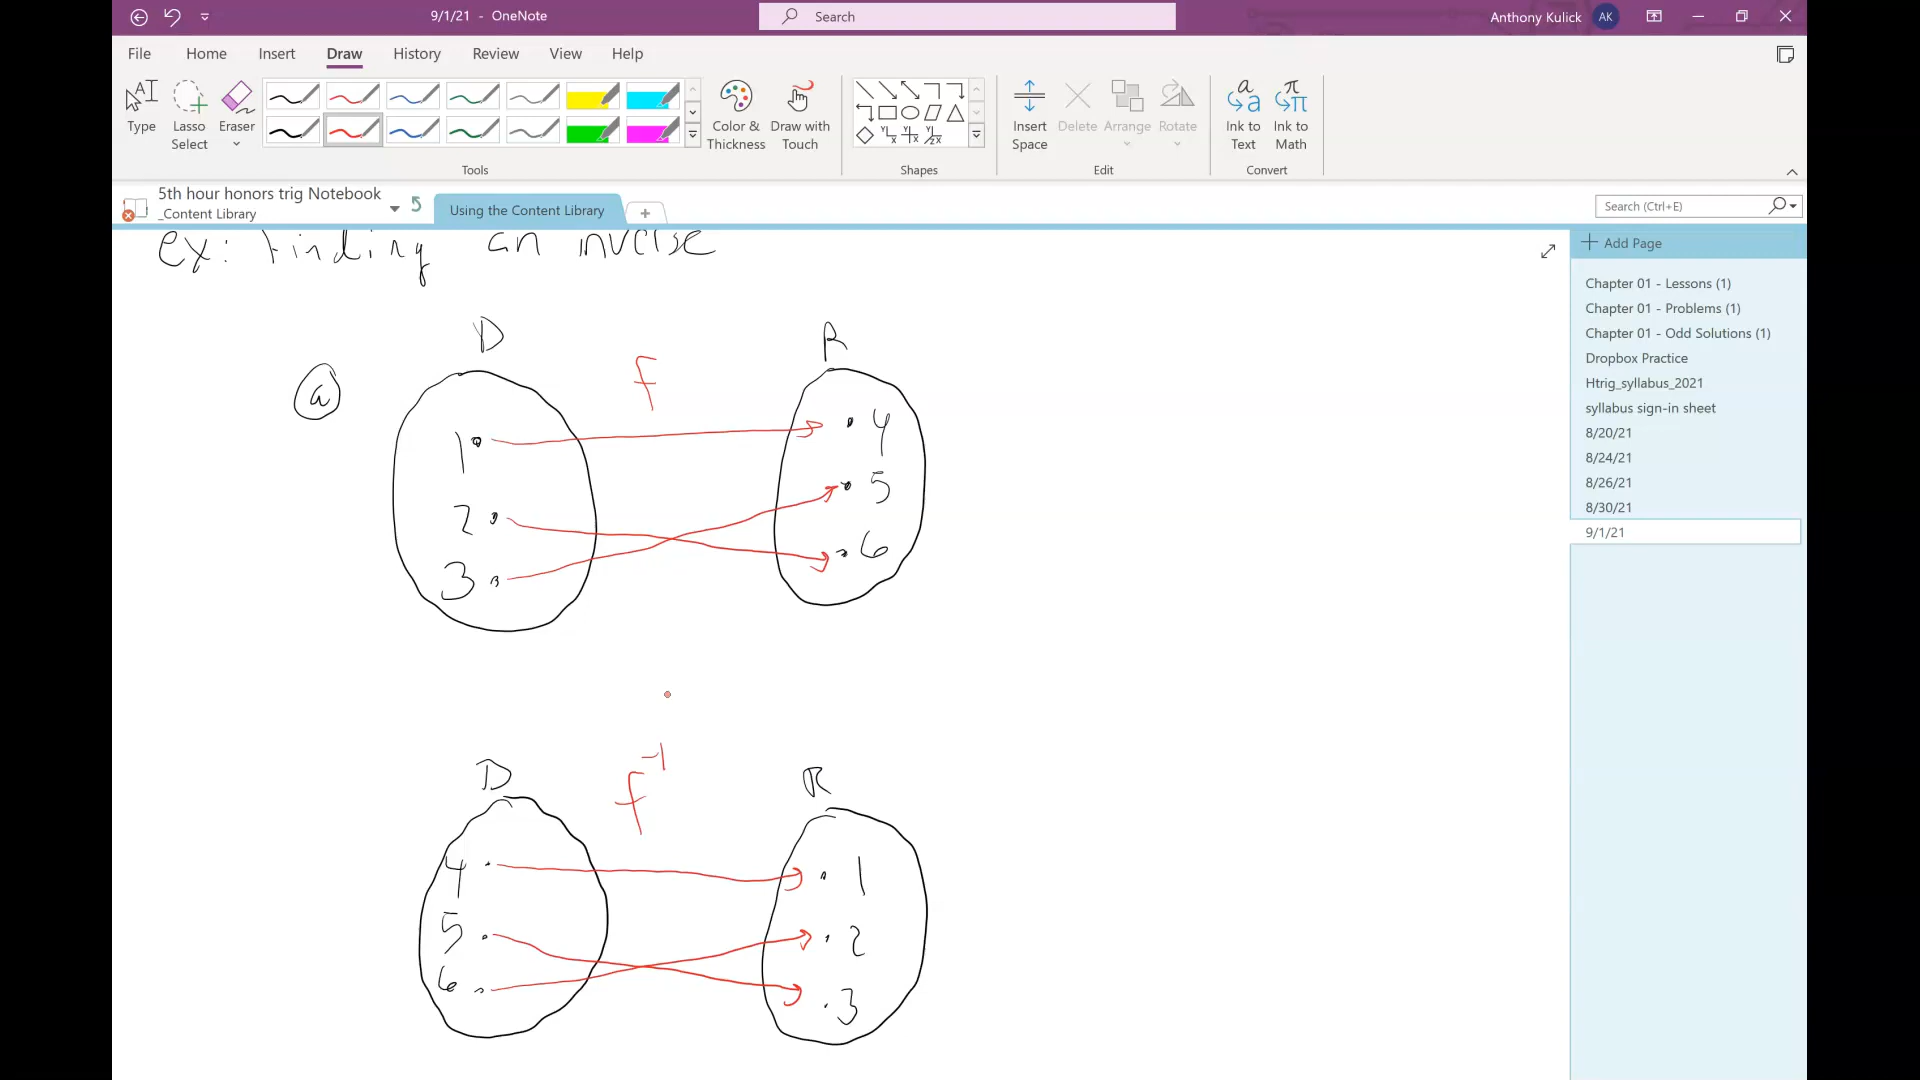 9/1/21 - OneNote
Search
Anthony Kulick AK
File Home Insert Draw History Review View Help
Type
Lasso Select
Eraser
Color & Thickness
Draw with Touch
Insert Space
Delete
Arrange
Rotate
Ink to Text
Ink to Math
Tools
Shapes
Edit
Convert
5th hour honors trig Notebook
_Content Library
Using the Content Library
Search (Ctrl+E)
Add Page
Chapter 01 - Lessons (1)
Chapter 01 - Problems (1)
Chapter 01 - Odd Solutions (1)
Dropbox Practice
Htrig_syllabus_2021
syllabus sign-in sheet
8/20/21
8/24/21
8/26/21
8/30/21
9/1/21
ex: Finding an inverse
D f R
a
1 4
2 5
3 6
D f⁻¹ R
4 1
5 2
6 3